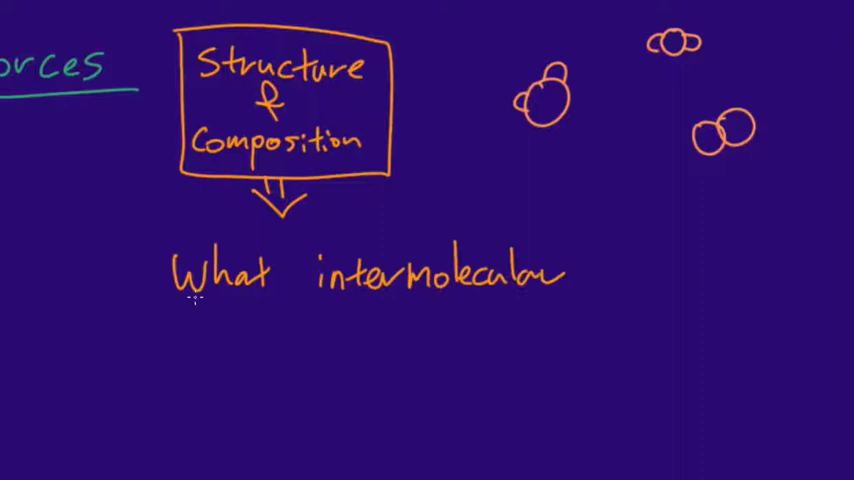 orces
Structure
&
Composition
What intermolecular